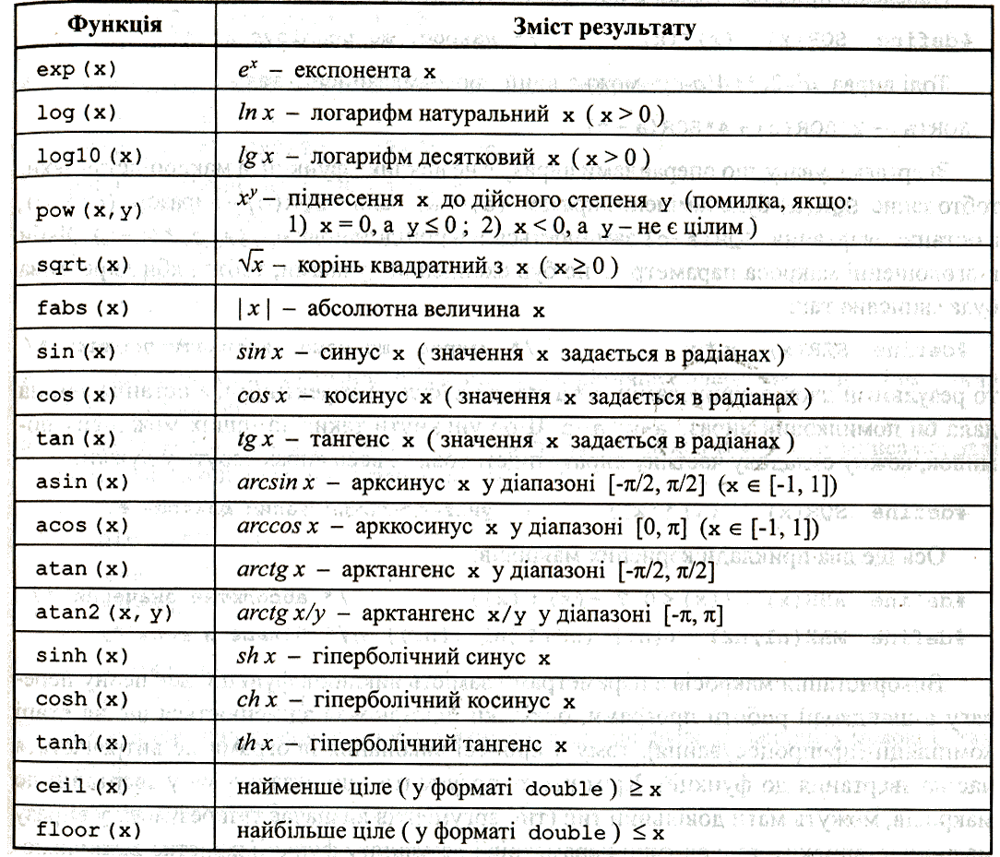 Функція Зміст результату
exp (x) eˣ – експонента x
log (x) ln x – логарифм натуральний x ( x > 0 )
log10 (x) lg x – логарифм десятковий x ( x > 0 )
pow (x,y) xʸ – піднесення x до дійсного степеня y (помилка, якщо:
1) x = 0, а y ≤ 0 ; 2) x < 0, а y – не є цілим )
sqrt (x) √x – корінь квадратний з x ( x ≥ 0 )
fabs (x) | x | – абсолютна величина x
sin (x) sin x – синус x ( значення x задається в радіанах )
cos (x) cos x – косинус x ( значення x задається в радіанах )
tan (x) tg x – тангенс x ( значення x задається в радіанах )
asin (x) arcsin x – арксинус x у діапазоні [-π/2, π/2] (x ∈ [-1, 1])
acos (x) arccos x – арккосинус x у діапазоні [0, π] (x ∈ [-1, 1])
atan (x) arctg x – арктангенс x у діапазоні [-π/2, π/2]
atan2 (x, y) arctg x/y – арктангенс x/y у діапазоні [-π, π]
sinh (x) sh x – гіперболічний синус x
cosh (x) ch x – гіперболічний косинус x
tanh (x) th x – гіперболічний тангенс x
ceil (x) найменше ціле ( у форматі double ) ≥ x
floor (x) найбільше ціле ( у форматі double ) ≤ x